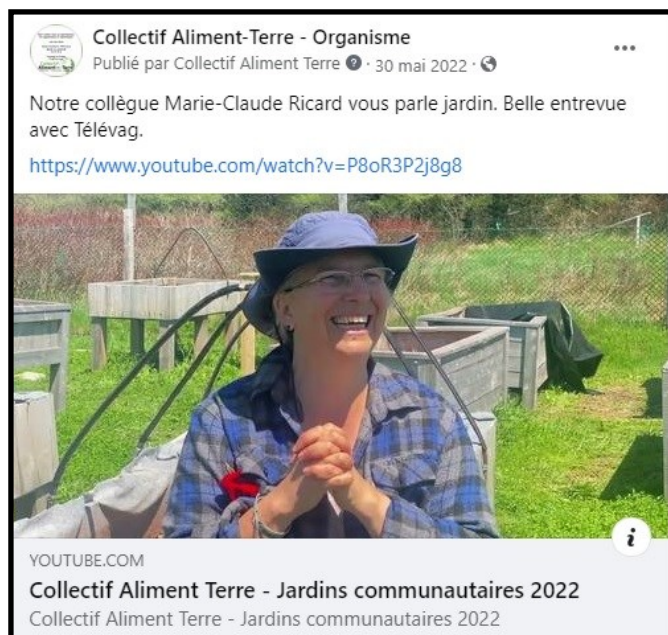 Collectif Aliment-Terre - Organisme
Publié par Collectif Aliment Terre ? · 30 mai 2022 ·
Notre collègue Marie-Claude Ricard vous parle jardin. Belle entrevue
avec Télévag.
https://www.youtube.com/watch?v=P8oR3P2j8g8
YOUTUBE.COM
Collectif Aliment Terre - Jardins communautaires 2022
Collectif Aliment Terre - Jardins communautaires 2022